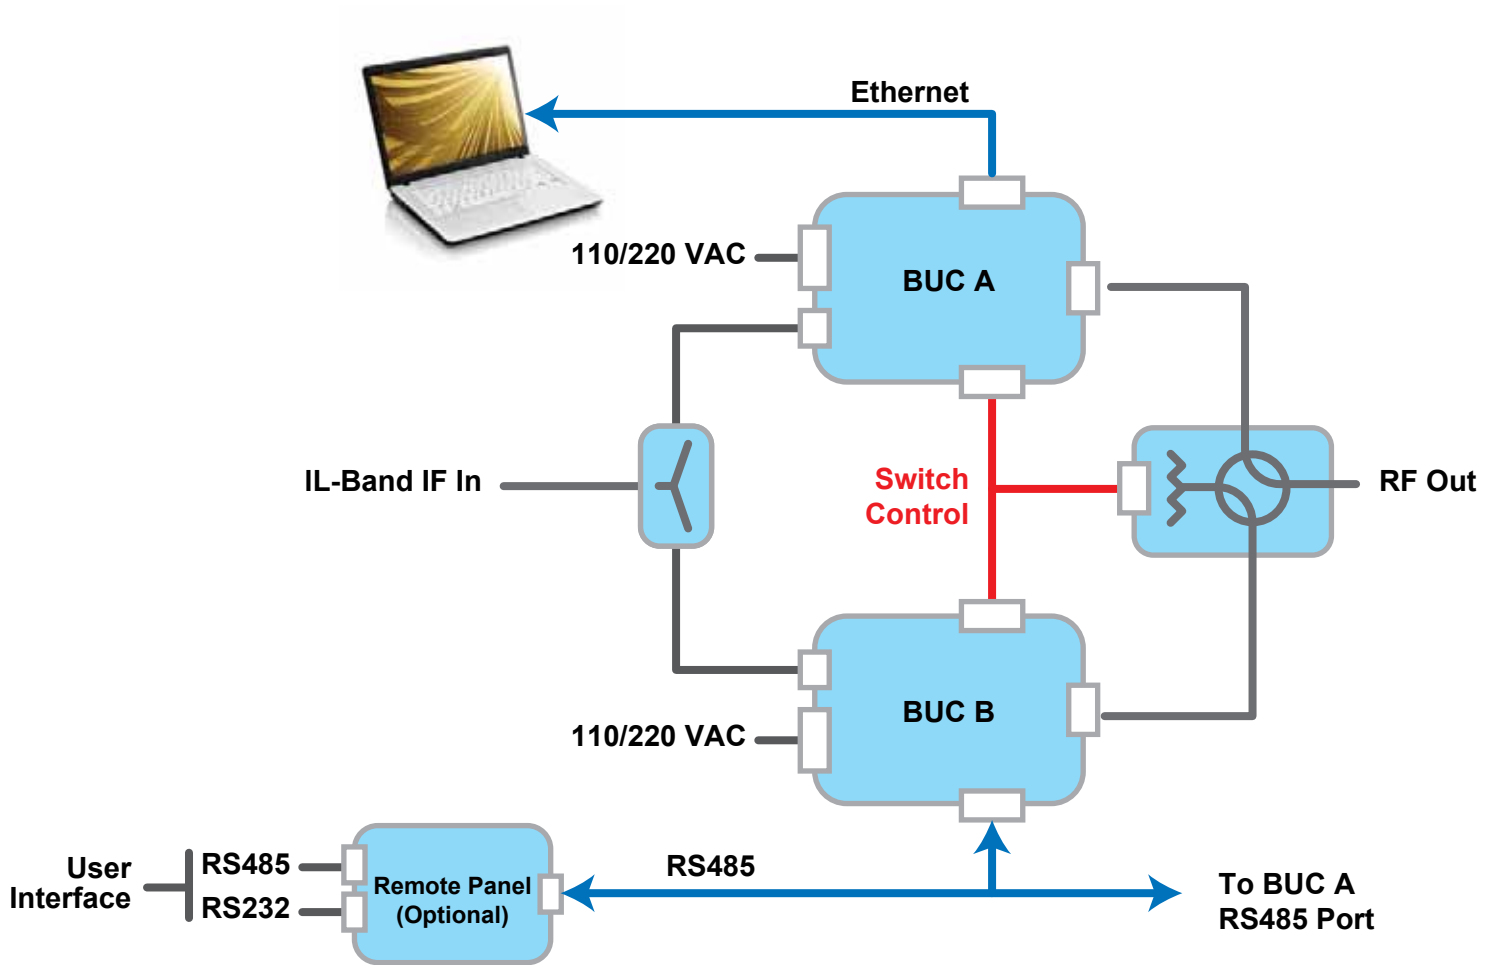 Ethernet
110/220 VAC
BUC A
IL-Band IF In
Switch
Control
RF Out
BUC B
110/220 VAC
User
Interface
RS485
RS232
Remote Panel
(Optional)
RS485
To BUC A
RS485 Port